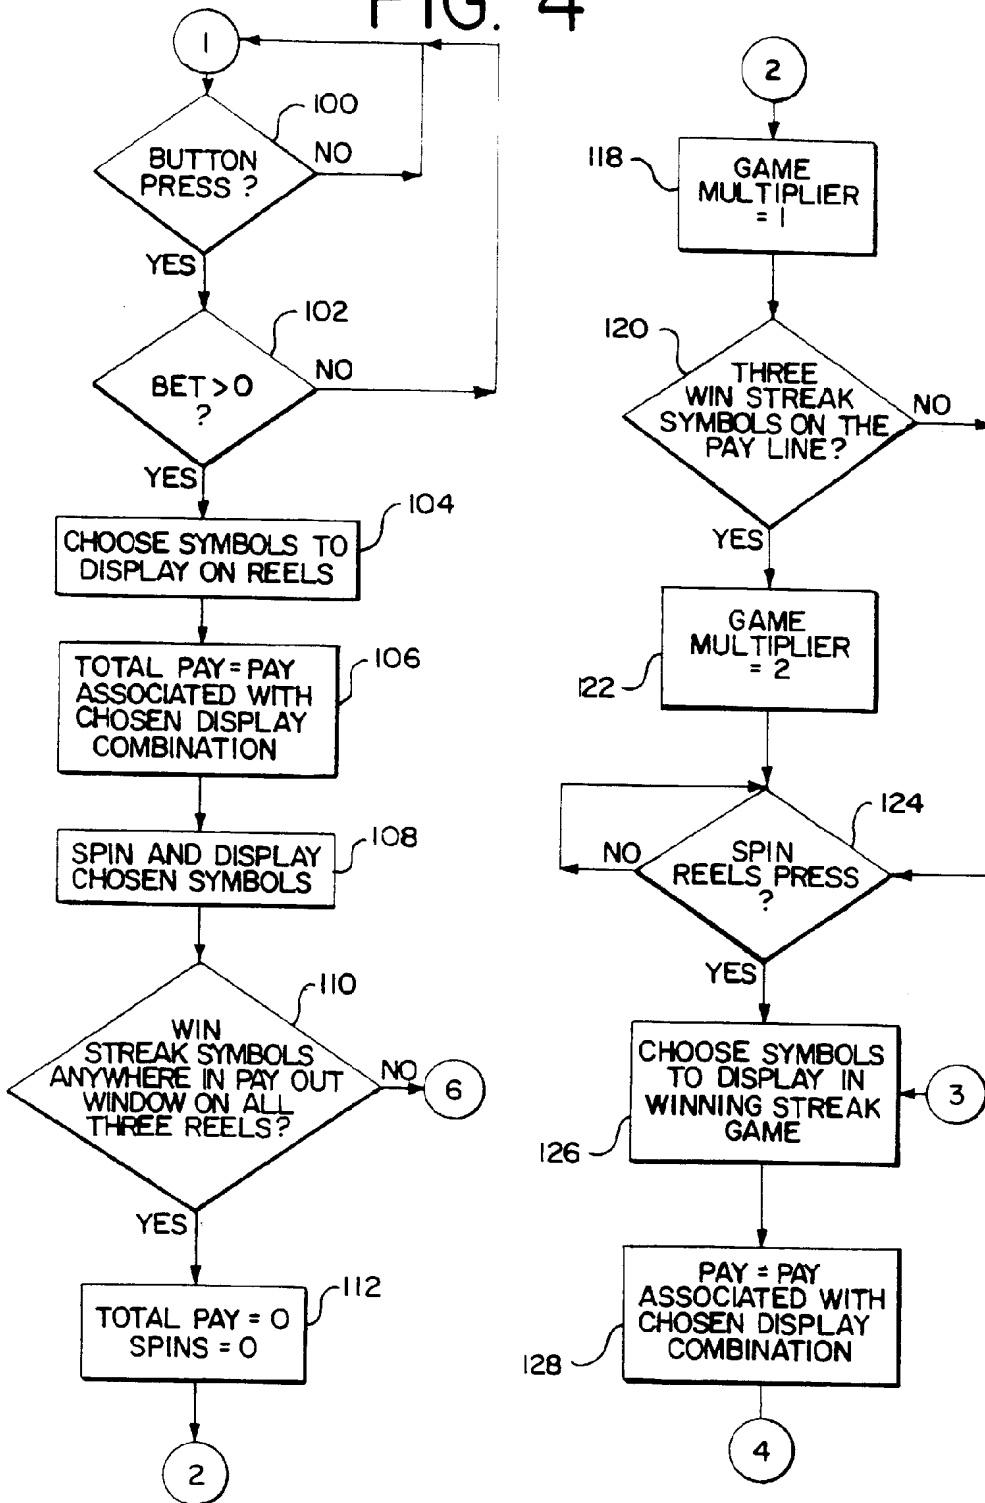 FIG. 4
1
100
BUTTON
PRESS ?
NO
YES
102
BET > 0
?
NO
YES
104
CHOOSE SYMBOLS TO
DISPLAY ON REELS
106
TOTAL PAY = PAY
ASSOCIATED WITH
CHOSEN DISPLAY
COMBINATION
108
SPIN AND DISPLAY
CHOSEN SYMBOLS
110
WIN
STREAK SYMBOLS
ANYWHERE IN PAY OUT
WINDOW ON ALL
THREE REELS?
NO
6
YES
112
TOTAL PAY = 0
SPINS = 0
2
2
118
GAME
MULTIPLIER
= 1
120
THREE
WIN STREAK
SYMBOLS ON THE
PAY LINE?
NO
YES
GAME
MULTIPLIER
= 2
122
124
SPIN
REELS PRESS
?
NO
YES
CHOOSE SYMBOLS
TO DISPLAY IN
WINNING STREAK
GAME
3
126
PAY = PAY
ASSOCIATED WITH
CHOSEN DISPLAY
COMBINATION
128
4